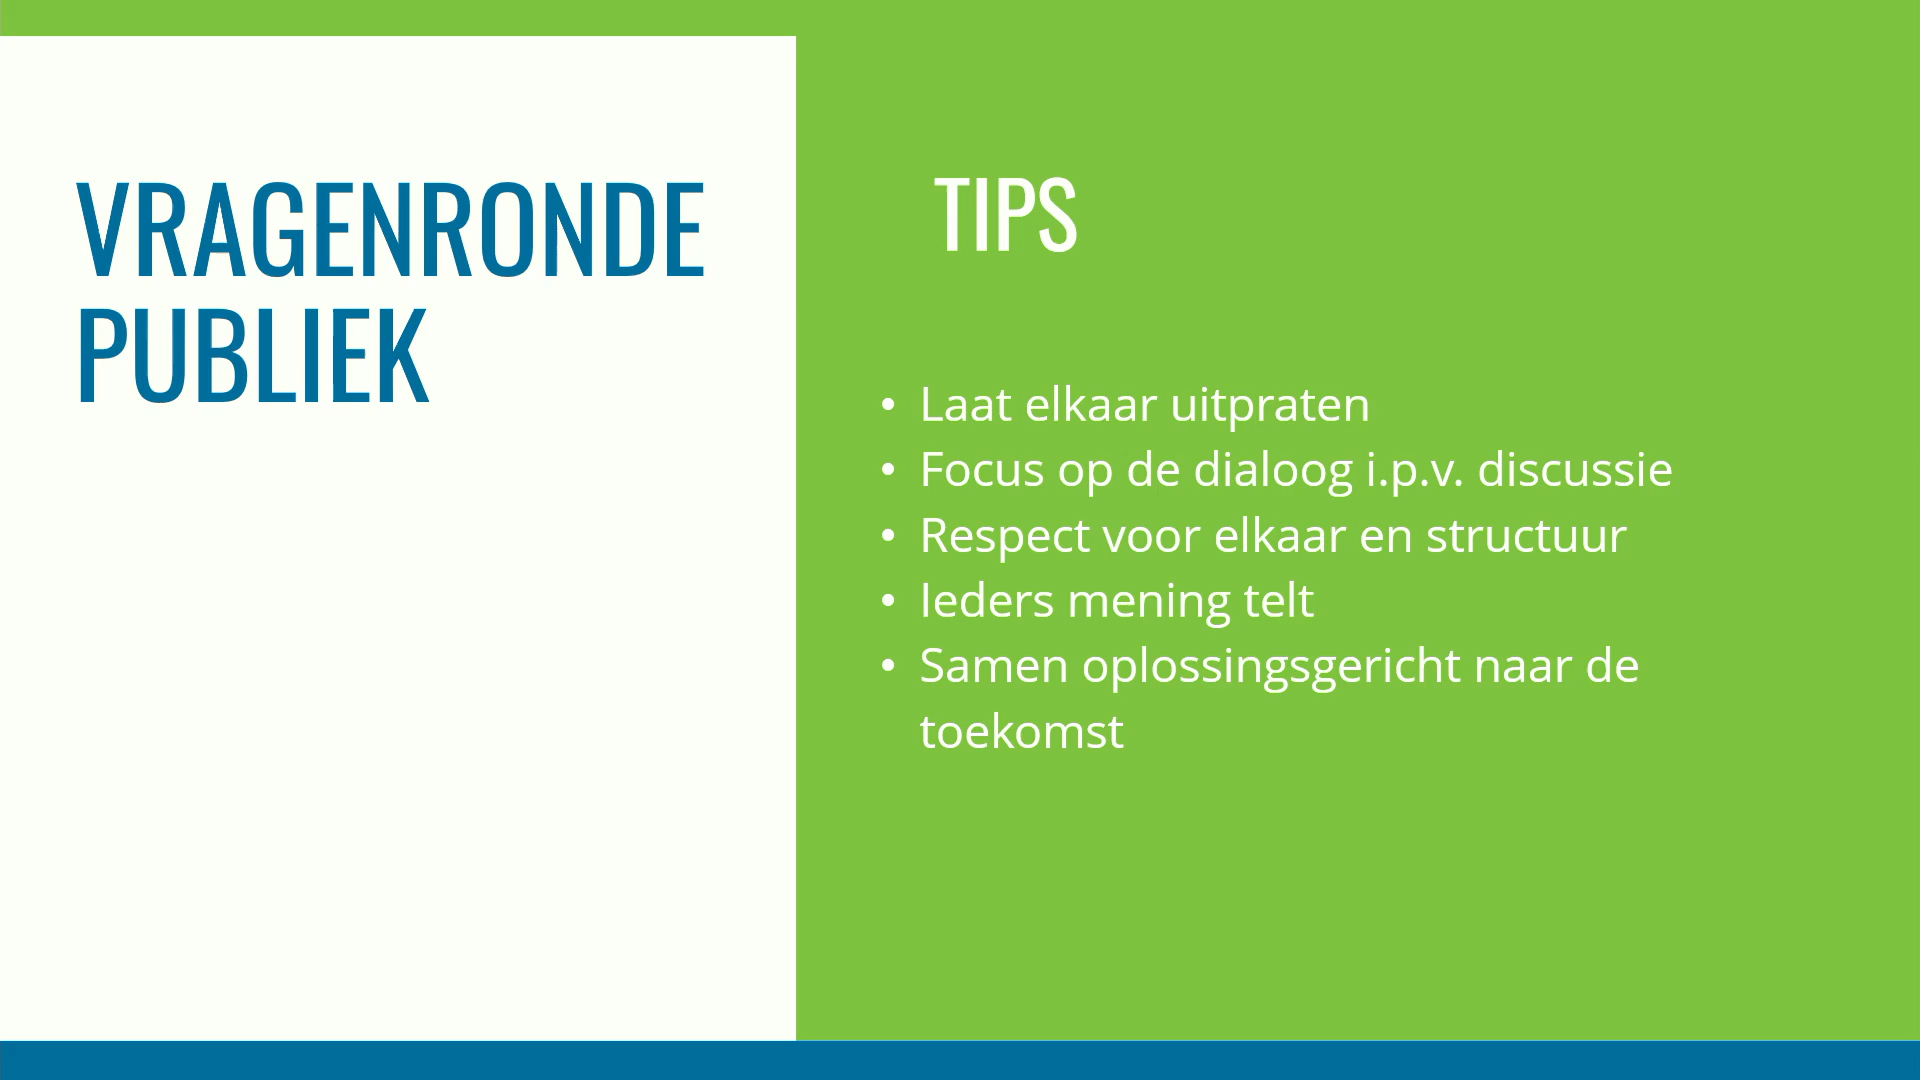 VRAGENRONDE
PUBLIEK
TIPS
• Laat elkaar uitpraten
• Focus op de dialoog i.p.v. discussie
• Respect voor elkaar en structuur
• Ieders mening telt
• Samen oplossingsgericht naar de
toekomst